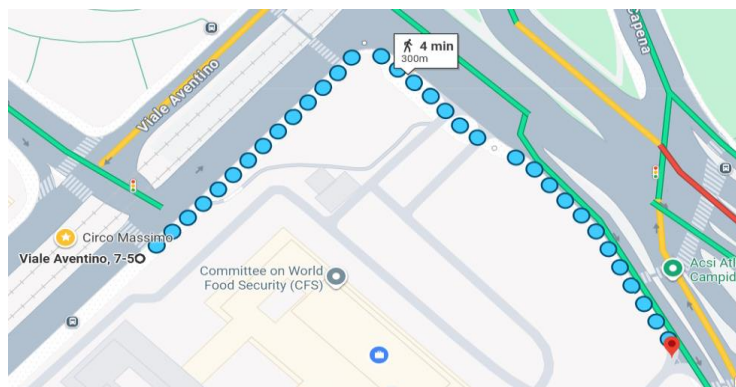 Capena
4 min
300m
Viale Aventino
Circo Massimo
Viale Aventino, 7-5
Committee on World
Food Security (CFS)
Acsi Atl
Campid